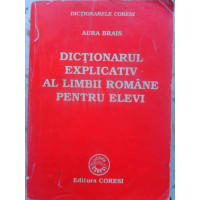 DICȚIONARELE CORESI
AURA BRAIS
DICȚIONARUL
EXPLICATIV
AL LIMBII ROMÂNE
PENTRU ELEVI
Editura CORESI